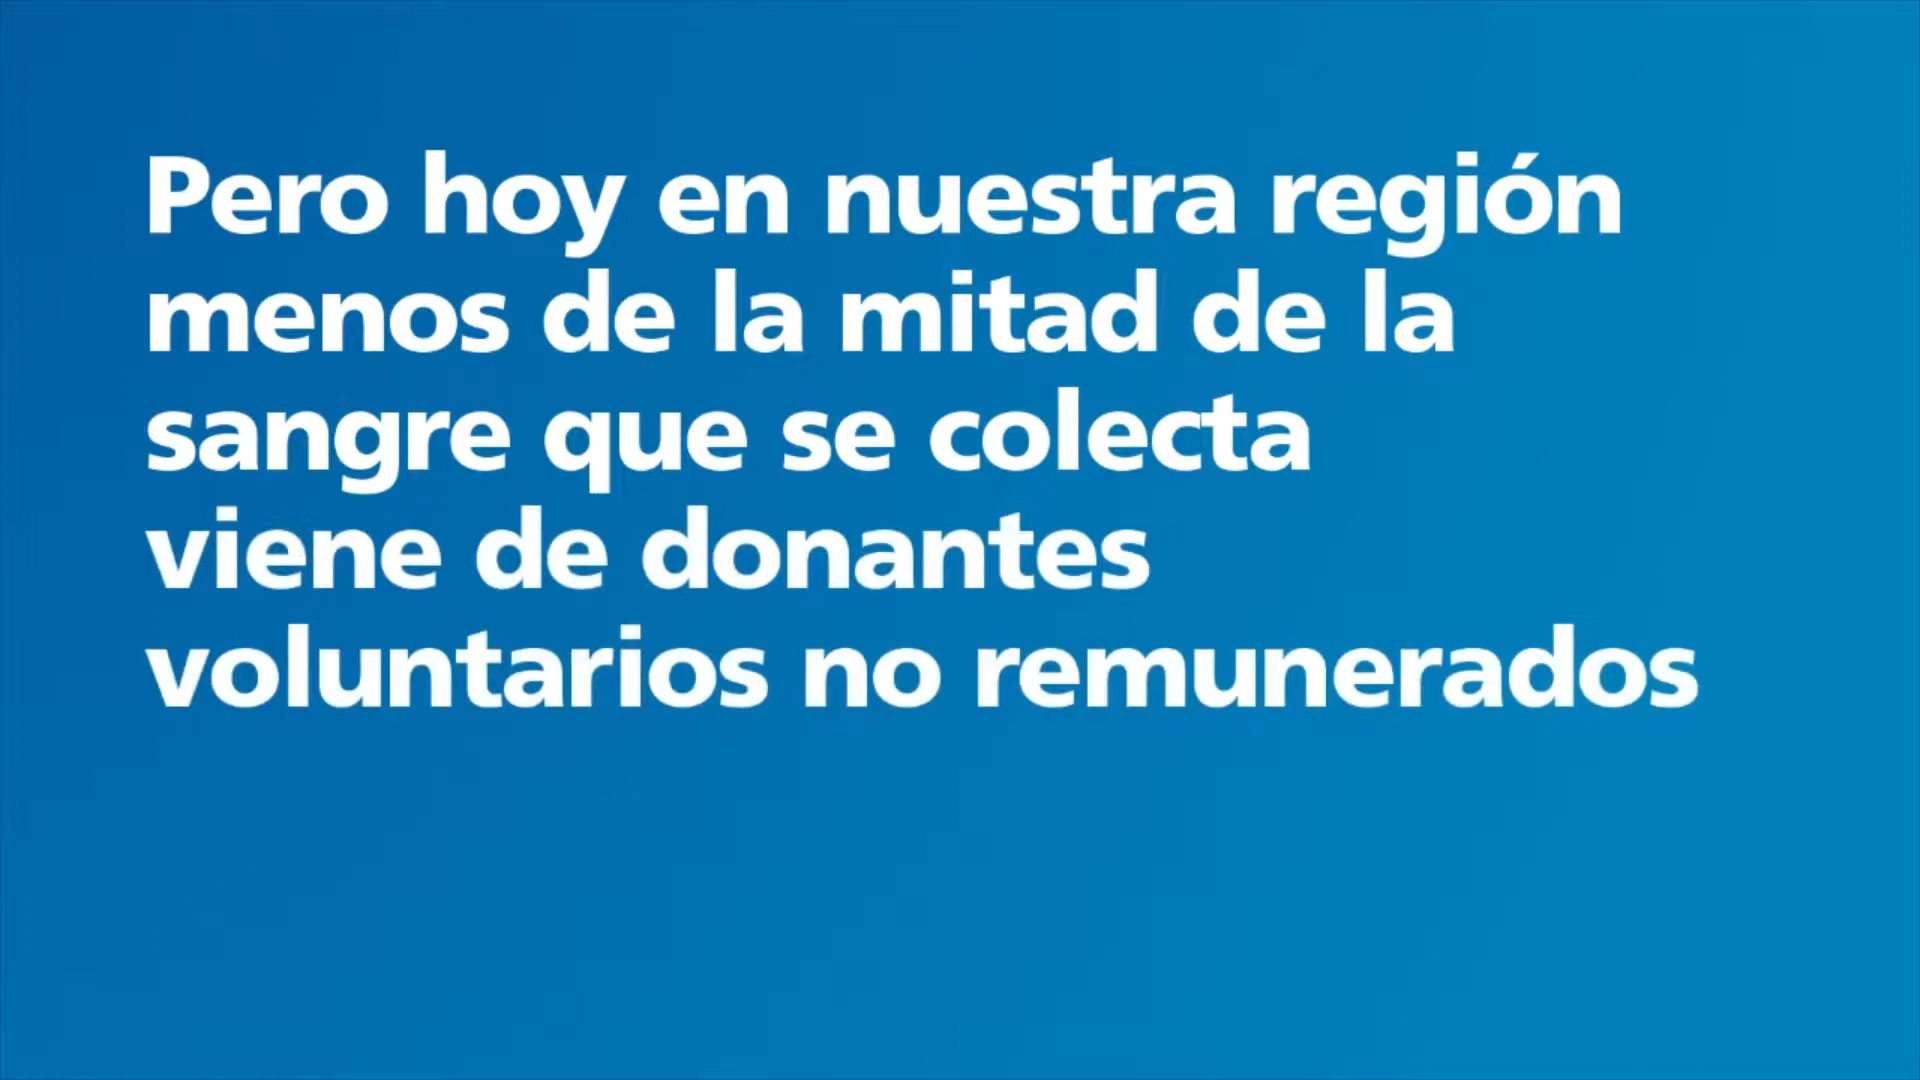 Pero hoy en nuestra región
menos de la mitad de la
sangre que se colecta
viene de donantes
voluntarios no remunerados